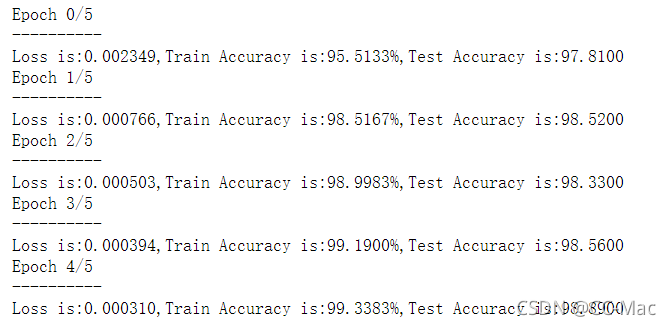 Epoch 0/5
----------
Loss is:0.002349,Train Accuracy is:95.5133%,Test Accuracy is:97.8100
Epoch 1/5
----------
Loss is:0.000766,Train Accuracy is:98.5167%,Test Accuracy is:98.5200
Epoch 2/5
----------
Loss is:0.000503,Train Accuracy is:98.9983%,Test Accuracy is:98.3300
Epoch 3/5
----------
Loss is:0.000394,Train Accuracy is:99.1900%,Test Accuracy is:98.5600
Epoch 4/5
----------
Loss is:0.000310,Train Accuracy is:99.3383%,Test Accuracy is:98.8900
CSDN @CC-Mac